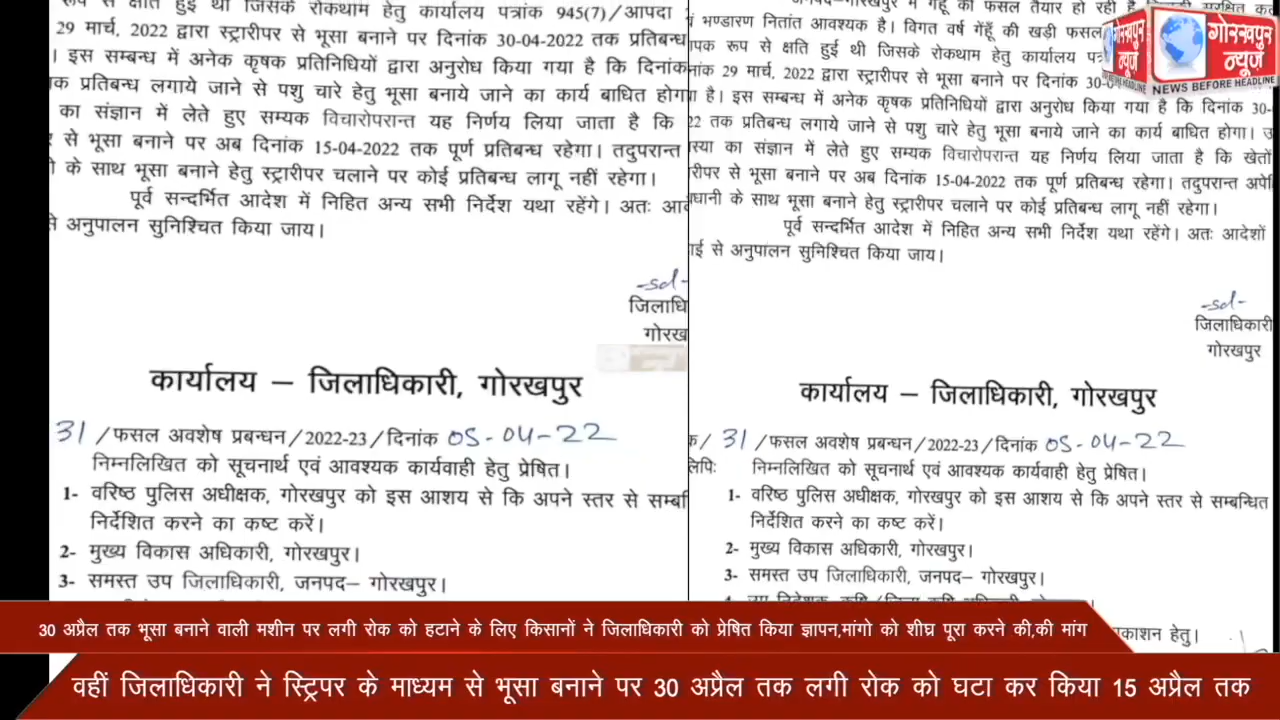 रूप से क्षति हुई थी जिसके रोकथाम हेतु कार्यालय पत्रांक 945(7)/आपदा
29 मार्च, 2022 द्वारा स्ट्रारीपर से भूसा बनाने पर दिनांक 30-04-2022 तक प्रतिबन्ध
। इस सम्बन्ध में अनेक कृषक प्रतिनिधियों द्वारा अनुरोध किया गया है कि दिनांक
क प्रतिबन्ध लगाये जाने से पशु चारे हेतु भूसा बनाये जाने का कार्य बाधित होगा
का संज्ञान में लेते हुए सम्यक विचारोपरान्त यह निर्णय लिया जाता है कि
से भूसा बनाने पर अब दिनांक 15-04-2022 तक पूर्ण प्रतिबन्ध रहेगा। तदुपरान्त
के साथ भूसा बनाने हेतु स्ट्रारीपर चलाने पर कोई प्रतिबन्ध लागू नहीं रहेगा।
पूर्व सन्दर्भित आदेश में निहित अन्य सभी निर्देश यथा रहेंगे। अतः
से अनुपालन सुनिश्चित किया जाय।
-sd-
जिलाधि
गोरख
कार्यालय – जिलाधिकारी, गोरखपुर
31 /फसल अवशेष प्रबन्धन/2022-23/दिनांक 05-04-22
निम्नलिखित को सूचनार्थ एवं आवश्यक कार्यवाही हेतु प्रेषित।
1- वरिष्ठ पुलिस अधीक्षक, गोरखपुर को इस आशय से कि अपने स्तर से सम्बन्धि
निर्देशित करने का कष्ट करें।
2- मुख्य विकास अधिकारी, गोरखपुर।
3- समस्त उप जिलाधिकारी, जनपद– गोरखपुर।
जनपद–गोरखपुर में गेहूँ की फसल तैयार हो रही है
भण्डारण नितांत आवश्यक है। विगत वर्ष गेहूँ की खड़ी फसल
पक रूप से क्षति हुई थी जिसके रोकथाम हेतु कार्यालय
नांक 29 मार्च, 2022 द्वारा स्ट्रारीपर से भूसा बनाने पर दिनांक
है। इस सम्बन्ध में अनेक कृषक प्रतिनिधियों द्वारा अनुरोध किया गया है कि दिनांक 30-
22 तक प्रतिबन्ध लगाये जाने से पशु चारे हेतु भूसा बनाये जाने का कार्य बाधित होगा। उ
स्या का संज्ञान में लेते हुए सम्यक विचारोपरान्त यह निर्णय लिया जाता है कि खेतों
रीपर से भूसा बनाने पर अब दिनांक 15-04-2022 तक पूर्ण प्रतिबन्ध रहेगा। तदुपरान्त अपे
धानी के साथ भूसा बनाने हेतु स्ट्रारीपर चलाने पर कोई प्रतिबन्ध लागू नहीं रहेगा।
पूर्व सन्दर्भित आदेश में निहित अन्य सभी निर्देश यथा रहेंगे। अतः आदेशों
ाई से अनुपालन सुनिश्चित किया जाय।
-sd-
जिलाधिकारी
गोरखपुर
कार्यालय – जिलाधिकारी, गोरखपुर
क/ 31 /फसल अवशेष प्रबन्धन/2022-23/दिनांक 05-04-22
लिपिः निम्नलिखित को सूचनार्थ एवं आवश्यक कार्यवाही हेतु प्रेषित।
1- वरिष्ठ पुलिस अधीक्षक, गोरखपुर को इस आशय से कि अपने स्तर से सम्बन्धित
निर्देशित करने का कष्ट करें।
2- मुख्य विकास अधिकारी, गोरखपुर।
3- समस्त उप जिलाधिकारी, जनपद– गोरखपुर।
काशन हेतु।
गोरखपुर न्यूज
NEWS BEFORE HEADLINE
30 अप्रैल तक भूसा बनाने वाली मशीन पर लगी रोक को हटाने के लिए किसानों ने जिलाधिकारी को प्रेषित किया ज्ञापन,मांगो को शीघ्र पूरा करने की,की मांग
वहीं जिलाधिकारी ने स्ट्रिपर के माध्यम से भूसा बनाने पर 30 अप्रैल तक लगी रोक को घटा कर किया 15 अप्रैल तक